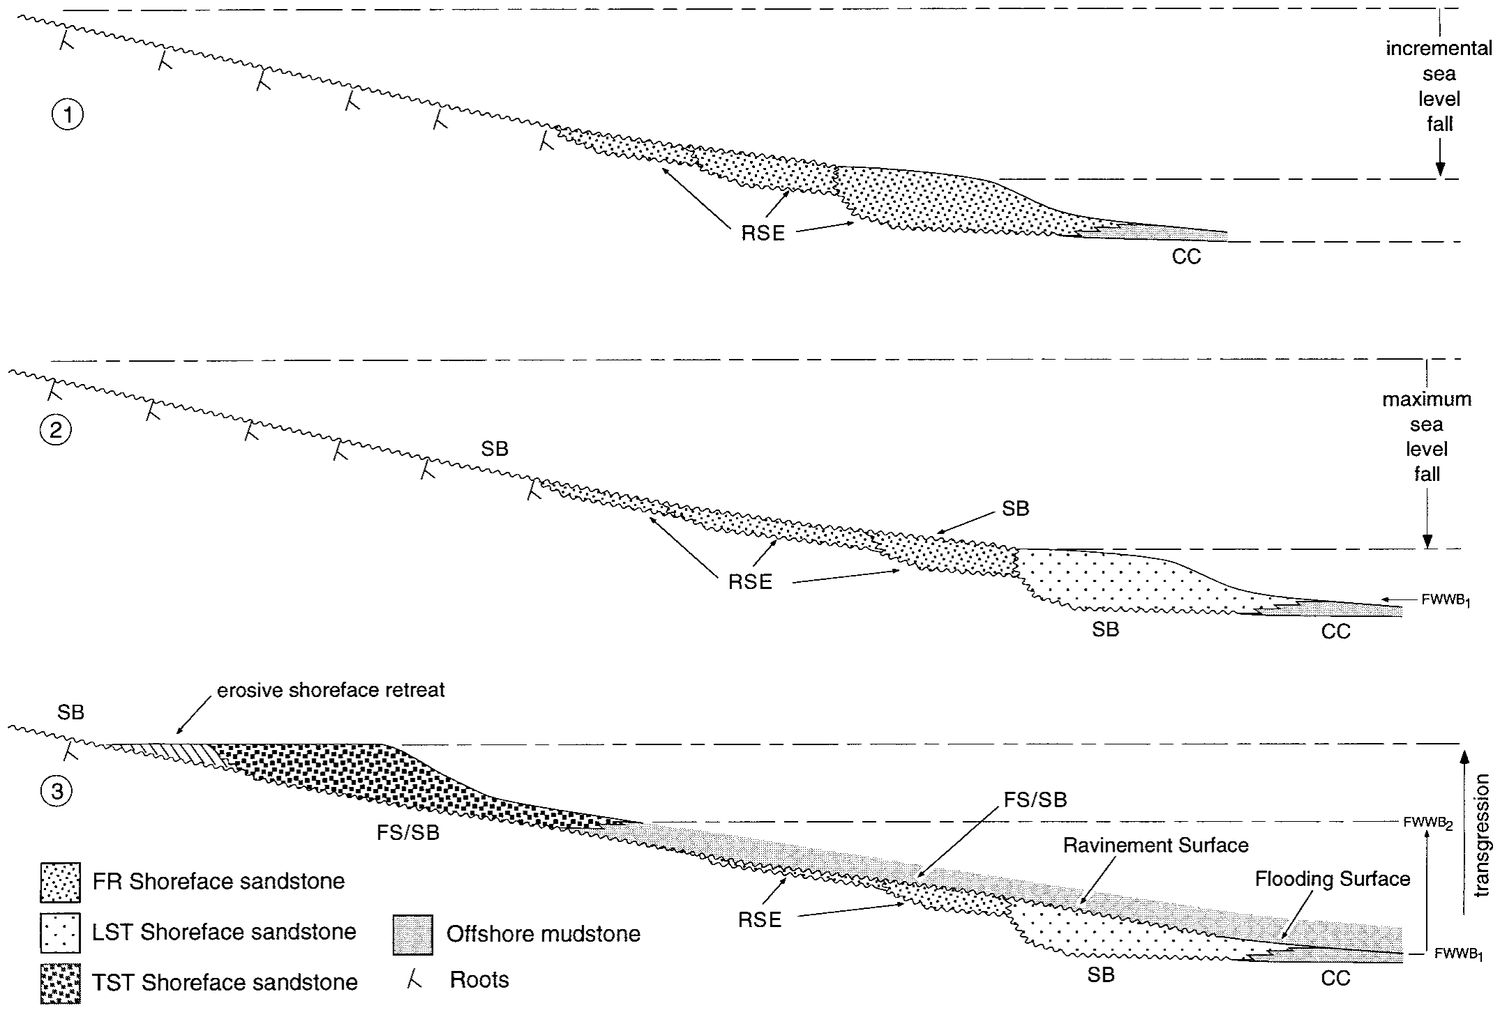 incremental
sea
level
fall
1
RSE
CC
maximum
sea
level
fall
2
SB
SB
RSE
FWWB1
SB
CC
erosive shoreface retreat
SB
3
FS/SB
FS/SB
FWWB2
transgression
Ravinement Surface
Flooding Surface
RSE
FWWB1
SB
CC
FR Shoreface sandstone
LST Shoreface sandstone
TST Shoreface sandstone
Offshore mudstone
Roots